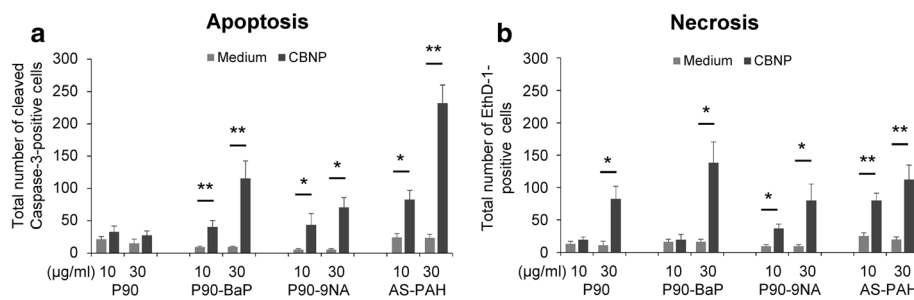 Apoptosis
a
Total number of cleaved
Caspase-3-positive cells
300
250
200
150
100
50
0
Medium CBNP
** ** * * * **
(µg/ml) 10 30 10 30 10 30 10 30
P90 P90-BaP P90-9NA AS-PAH
Necrosis
b
Total number of EthD-1-
positive cells
300
250
200
150
100
50
0
Medium CBNP
* * * * ** **
(µg/ml) 10 30 10 30 10 30 10 30
P90 P90-BaP P90-9NA AS-PAH